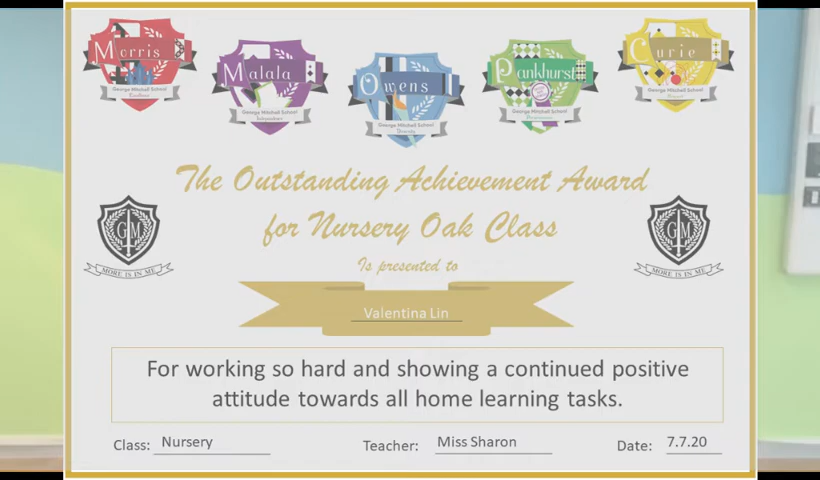 Morris
Malala
Owens
Pankhurst
Curie
George Mitchell School
Excellence
George Mitchell School
George Mitchell School
Diversity
George Mitchell School
George Mitchell School
The Outstanding Achievement Award
for Nursery Oak Class
GM
GM
MORE IS IN ME
MORE IS IN ME
Is presented to
Valentina Lin
For working so hard and showing a continued positive
attitude towards all home learning tasks.
Class: Nursery Teacher: Miss Sharon Date: 7.7.20